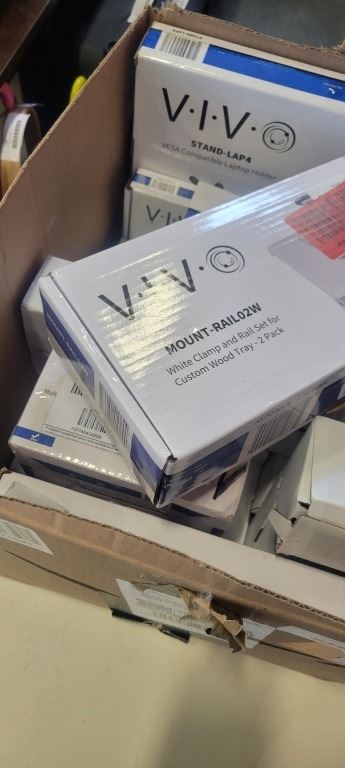 V·I·V·O
STAND-LAP4
VESA Compatible Laptop Holder
V·I·V
V·I·V·O
MOUNT-RAIL02W
White Clamp and Rail Set for
Custom Wood Tray - 2 Pack